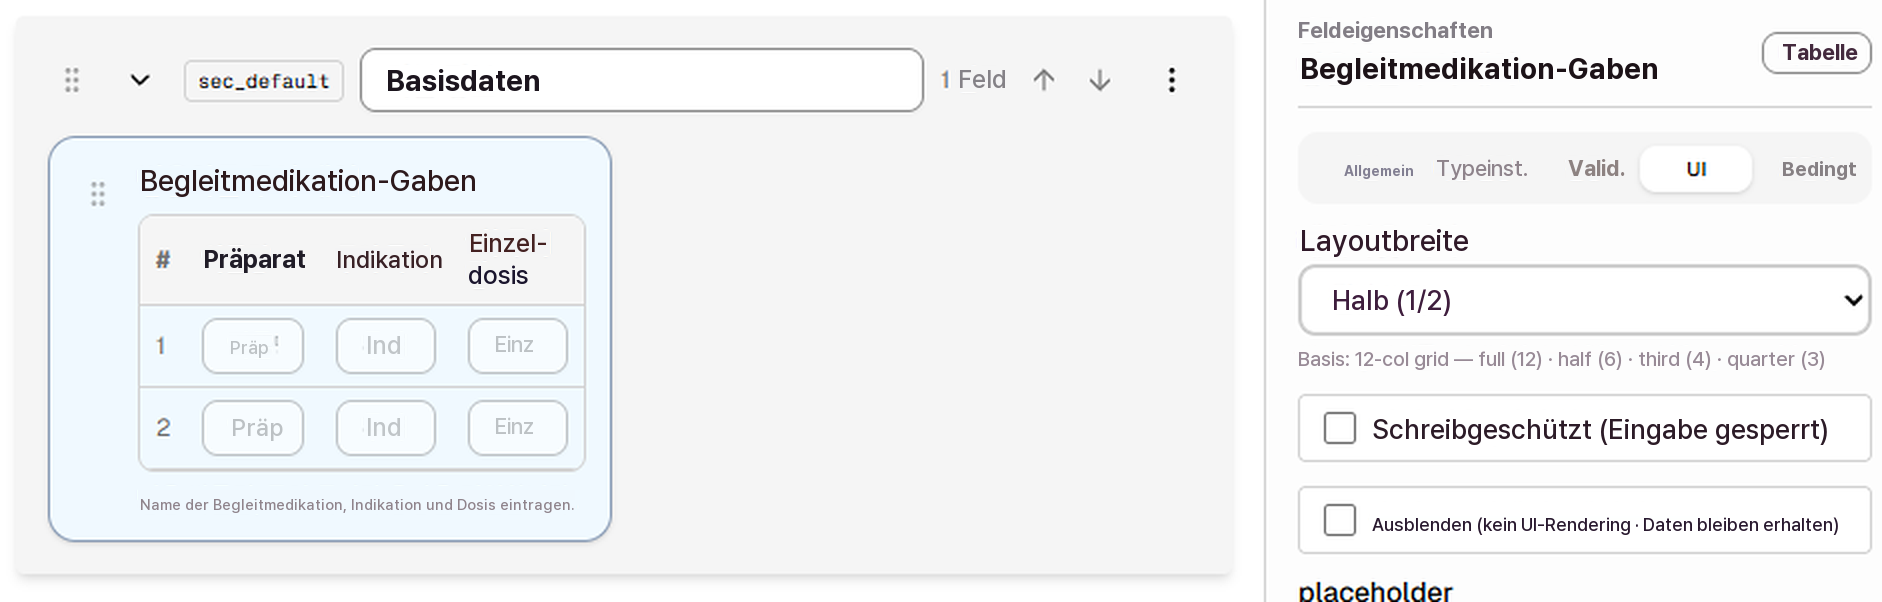 sec_default
Basisdaten
1 Feld
Begleitmedikation-Gaben
# Präparat Indikation Einzel-
dosis
1 Präp Ind Einz
2 Präp Ind Einz
Name der Begleitmedikation, Indikation und Dosis eintragen.
Feldeigenschaften
Begleitmedikation-Gaben
Tabelle
Allgemein Typeinst. Valid. UI Bedingt
Layoutbreite
Halb (1/2)
Basis: 12-col grid — full (12) · half (6) · third (4) · quarter (3)
Schreibgeschützt (Eingabe gesperrt)
Ausblenden (kein UI-Rendering · Daten bleiben erhalten)
placeholder